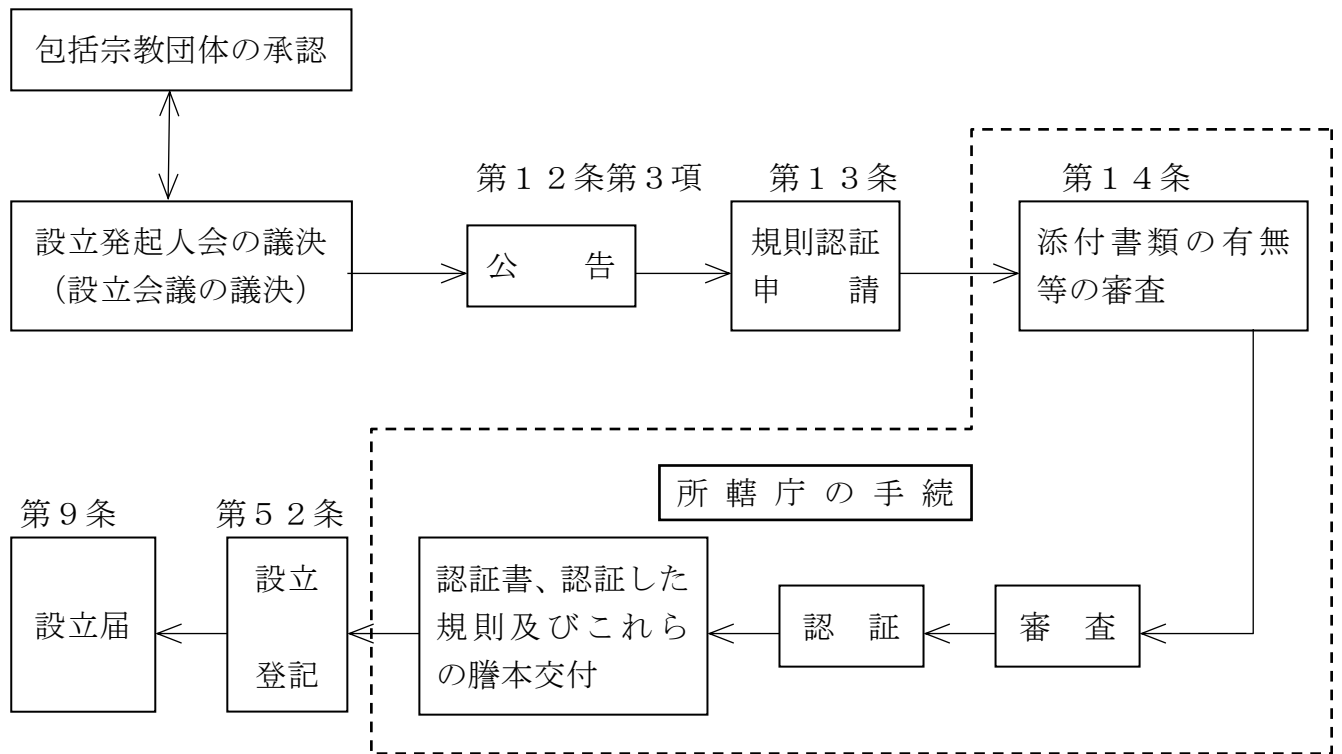 包括宗教団体の承認
設立発起人会の議決
（設立会議の議決）
第１２条第３項
公　　告
第１３条
規則認証
申　　請
第１４条
添付書類の有無
等の審査
所轄庁の手続
審　査
認　証
認証書、認証した
規則及びこれら
の謄本交付
第５２条
設立
登記
第９条
設立届